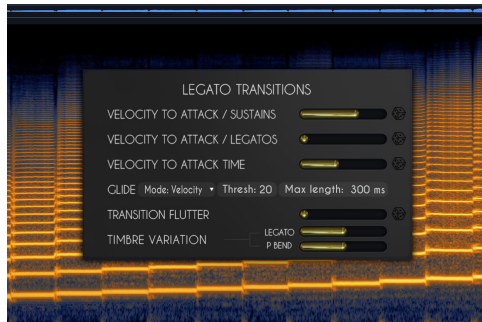 LEGATO TRANSITIONS
VELOCITY TO ATTACK / SUSTAINS
VELOCITY TO ATTACK / LEGATOS
VELOCITY TO ATTACK TIME
GLIDE Mode: Velocity Thresh: 20 Max length: 300 ms
TRANSITION FLUTTER
TIMBRE VARIATION LEGATO
P BEND